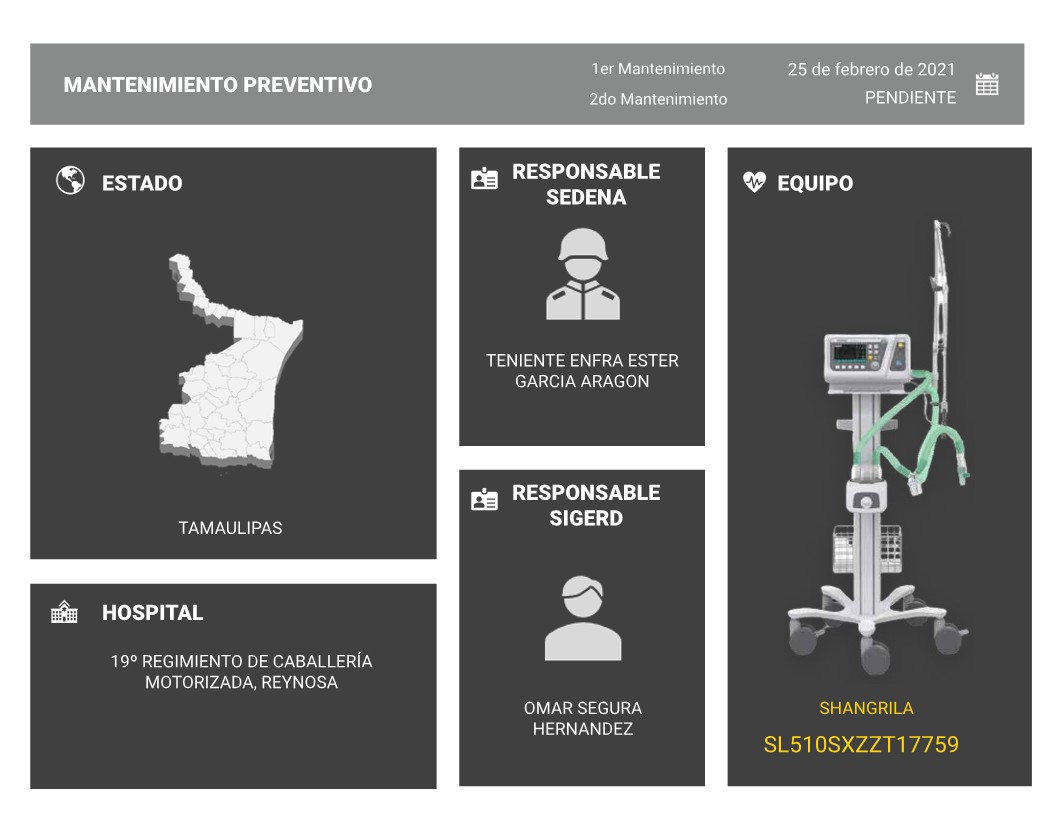 MANTENIMIENTO PREVENTIVO
1er Mantenimiento
25 de febrero de 2021
2do Mantenimiento
PENDIENTE
ESTADO
TAMAULIPAS
HOSPITAL
19º REGIMIENTO DE CABALLERÍA
MOTORIZADA, REYNOSA
RESPONSABLE
SEDENA
TENIENTE ENFRA ESTER
GARCIA ARAGON
RESPONSABLE
SIGERD
OMAR SEGURA
HERNANDEZ
EQUIPO
SHANGRILA
SL510SXZZT17759